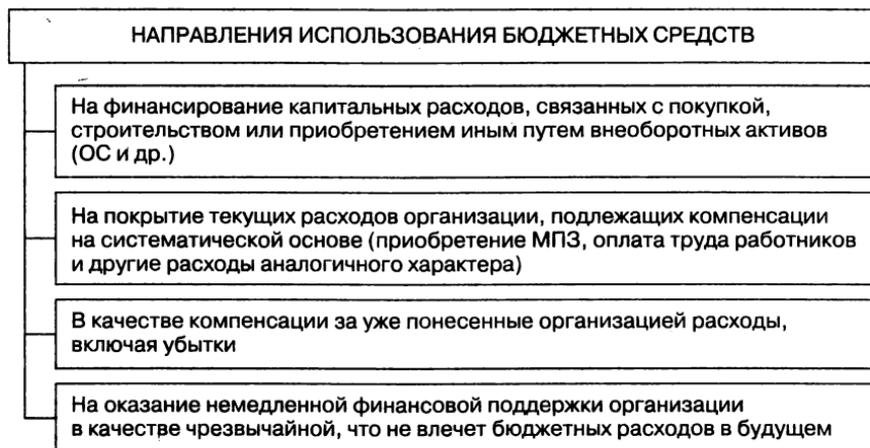 НАПРАВЛЕНИЯ ИСПОЛЬЗОВАНИЯ БЮДЖЕТНЫХ СРЕДСТВ
На финансирование капитальных расходов, связанных с покупкой,
строительством или приобретением иным путем внеоборотных активов
(ОС и др.)
На покрытие текущих расходов организации, подлежащих компенсации
на систематической основе (приобретение МПЗ, оплата труда работников
и другие расходы аналогичного характера)
В качестве компенсации за уже понесенные организацией расходы,
включая убытки
На оказание немедленной финансовой поддержки организации
в качестве чрезвычайной, что не влечет бюджетных расходов в будущем